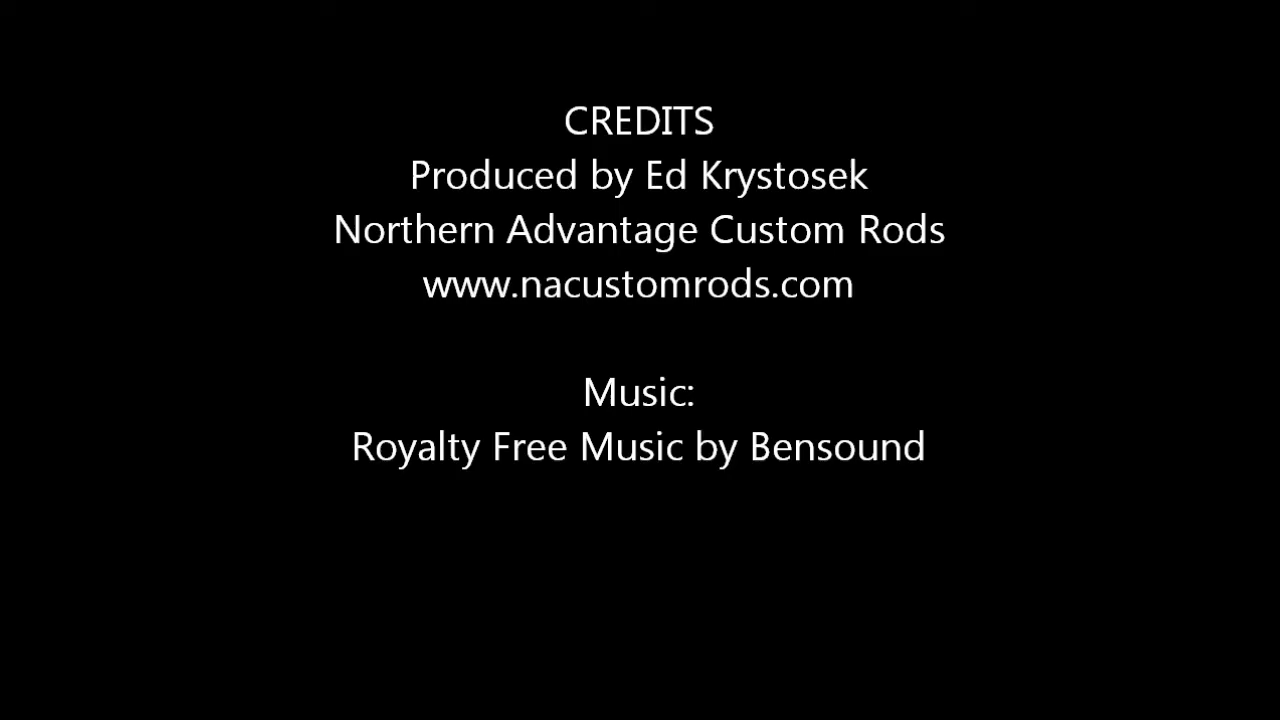 CREDITS
Produced by Ed Krystosek
Northern Advantage Custom Rods
www.nacustomrods.com
Music:
Royalty Free Music by Bensound